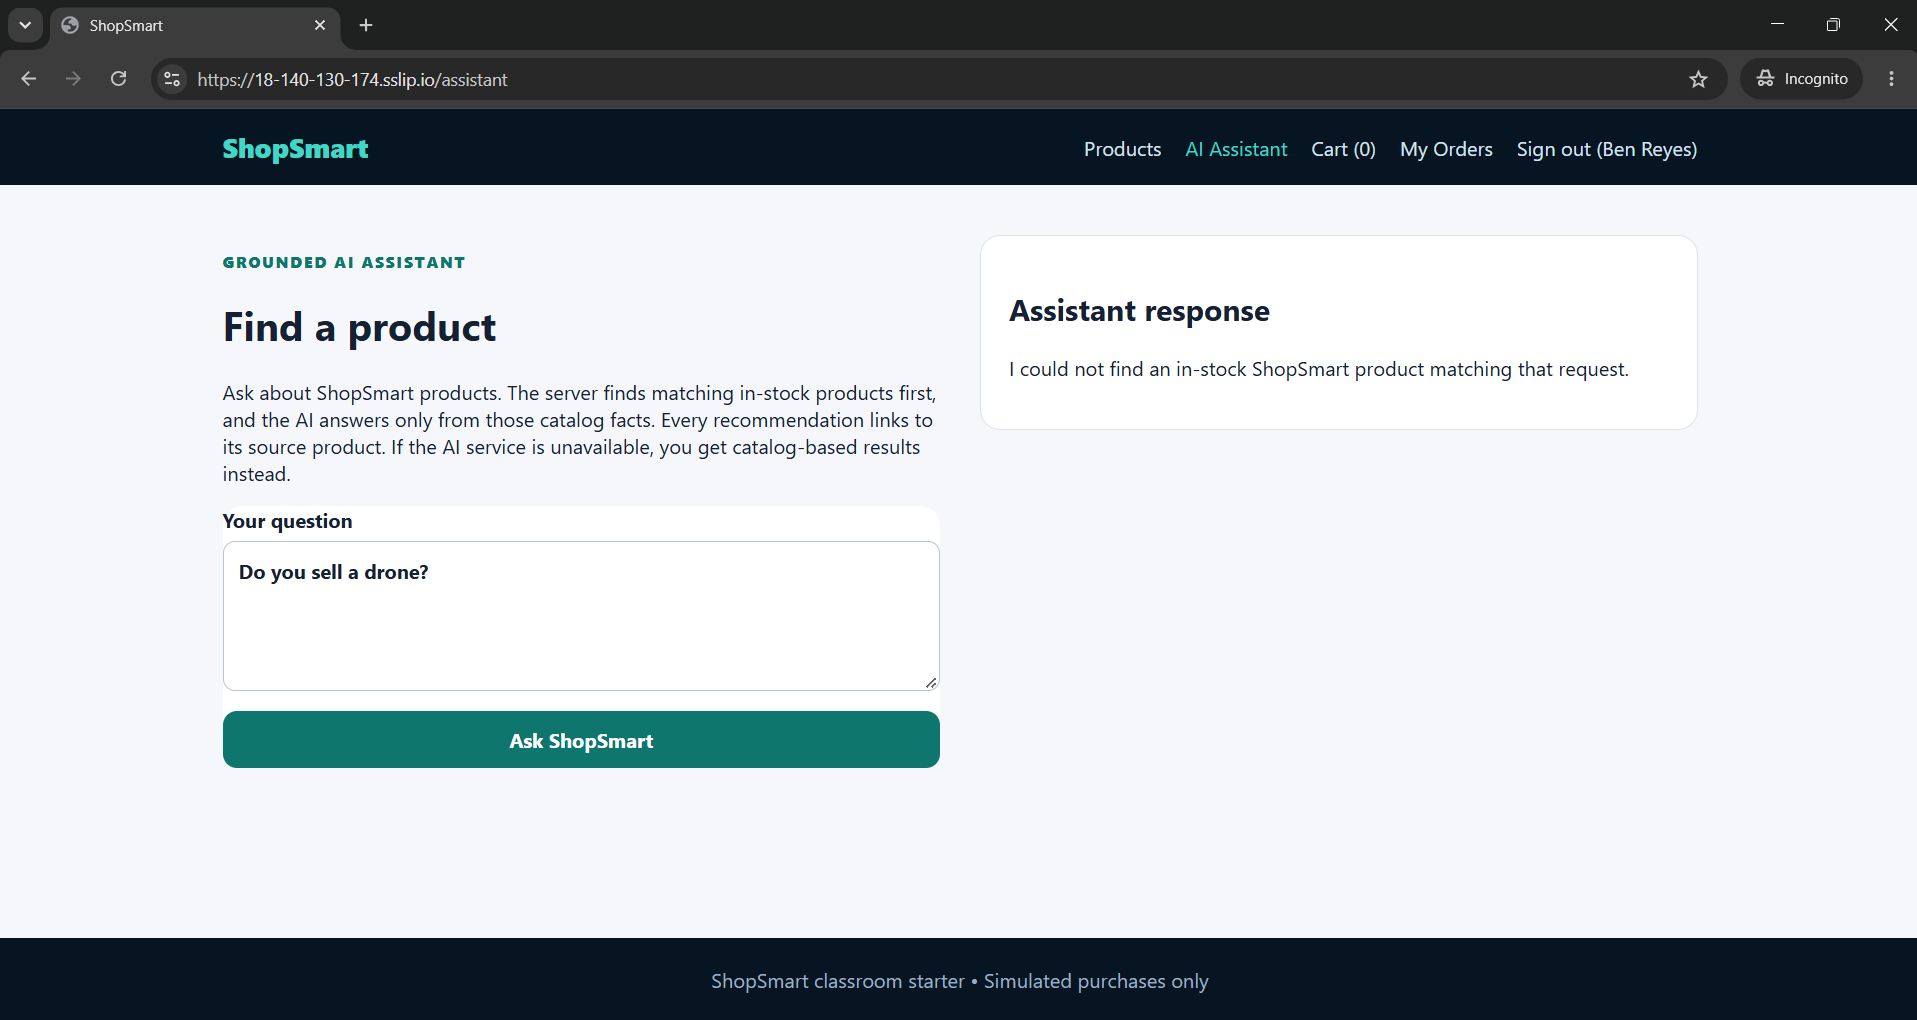 ShopSmart
https://18-140-130-174.sslip.io/assistant
Incognito
ShopSmart
Products
AI Assistant
Cart (0)
My Orders
Sign out (Ben Reyes)
GROUNDED AI ASSISTANT
Find a product
Ask about ShopSmart products. The server finds matching in-stock products first,
and the AI answers only from those catalog facts. Every recommendation links to
its source product. If the AI service is unavailable, you get catalog-based results
instead.
Your question
Do you sell a drone?
Ask ShopSmart
Assistant response
I could not find an in-stock ShopSmart product matching that request.
ShopSmart classroom starter • Simulated purchases only